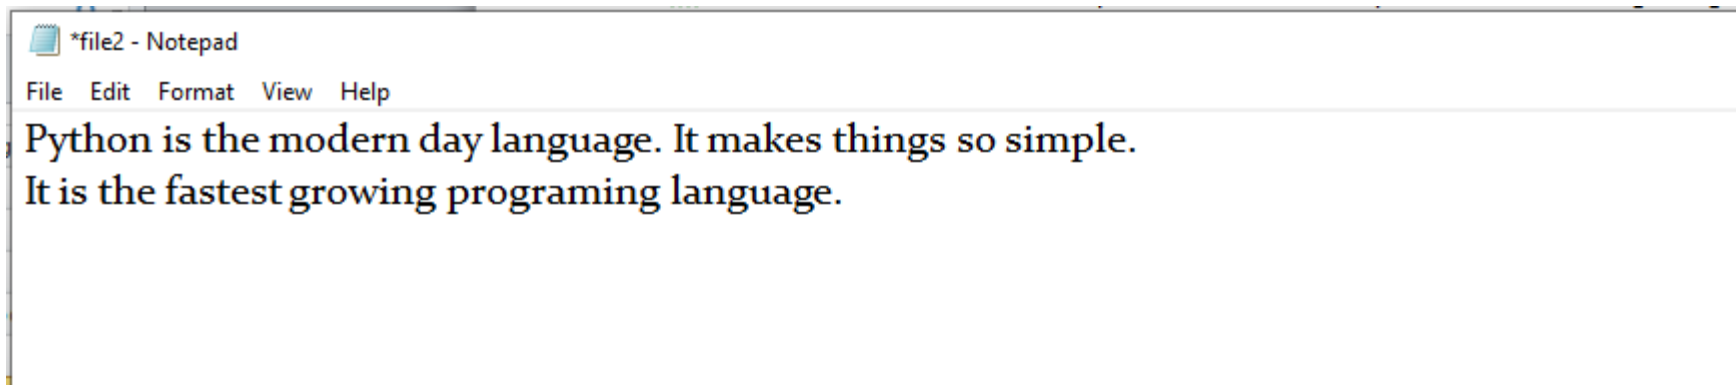 *file2 - Notepad
File Edit Format View Help
Python is the modern day language. It makes things so simple.
It is the fastest growing programing language.